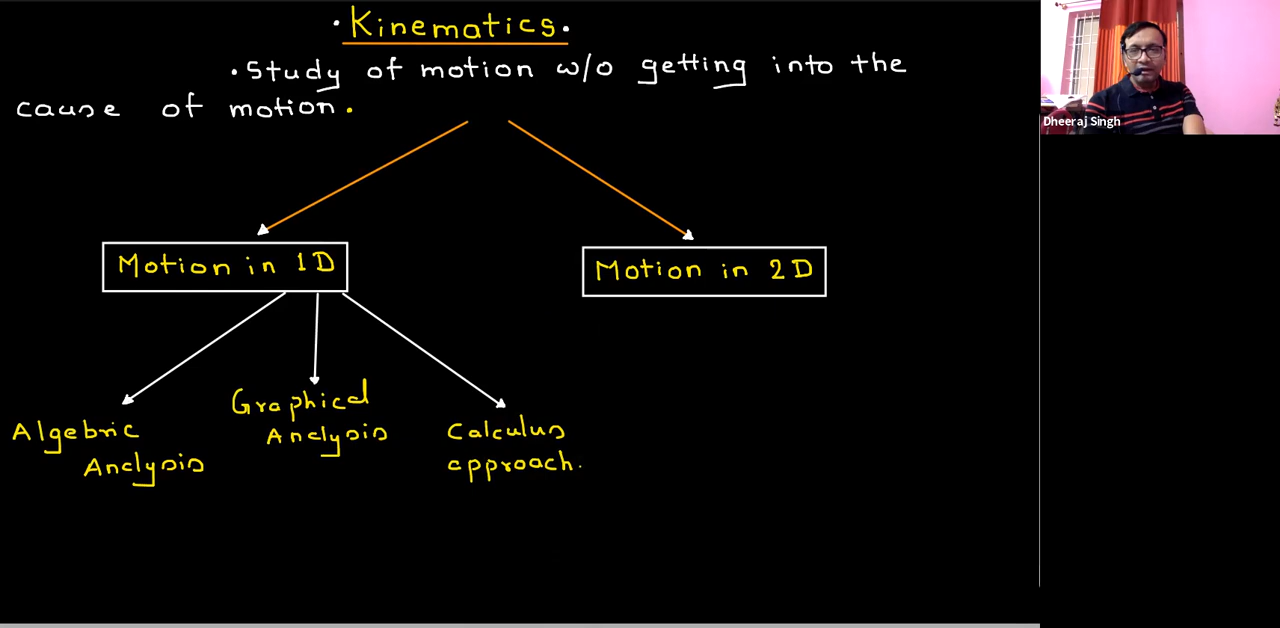 • Kinematics.
• Study of motion w/o getting into the
cause of motion.
Motion in 1D
Motion in 2D
Algebric
Analysis
Graphical
Analysis
Calculus
approach.
Dheeraj Singh